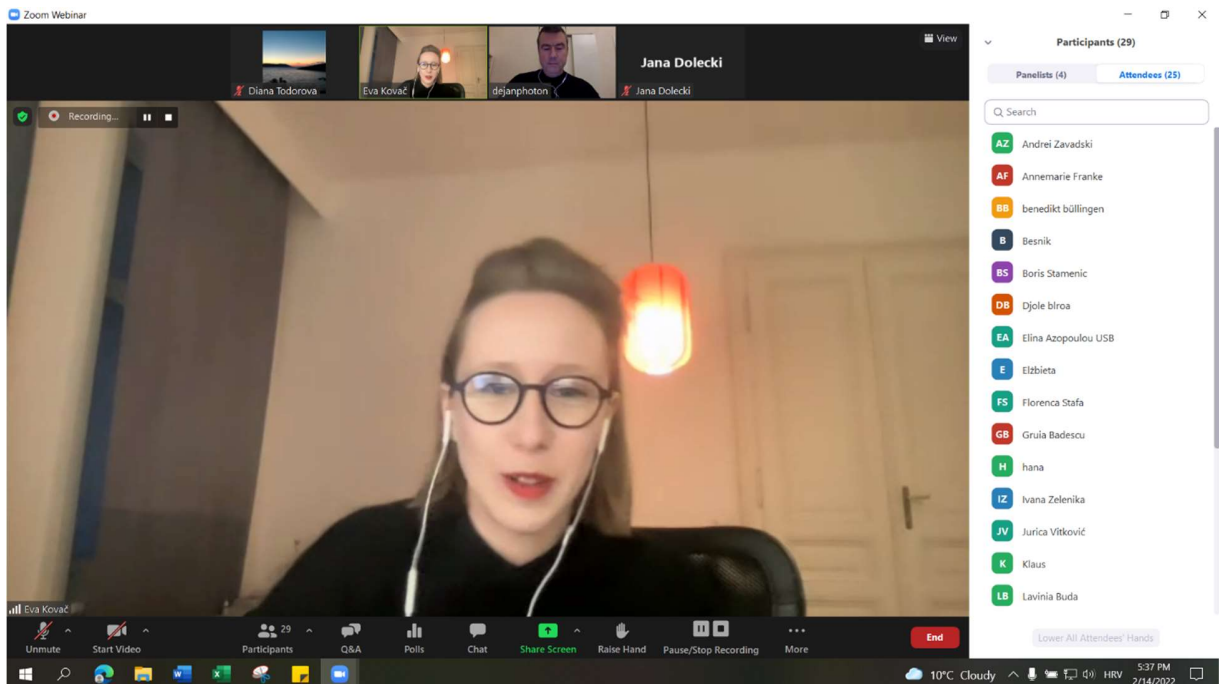 Zoom Webinar
View
Jana Dolecki
Diana Todorova
Eva Kovač
dejanphoton
Jana Dolecki
Recording...
Eva Kovač
Participants (29)
Panelists (4)
Attendees (25)
Search
AZ Andrei Zavadski
AF Annemarie Franke
BB benedikt büllingen
B Besnik
BS Boris Stamenic
DB Djole blroa
EA Elina Azopoulou USB
E Elżbieta
FS Florenca Stafa
GB Gruia Badescu
H hana
IZ Ivana Zelenika
JV Jurica Vitković
K Klaus
LB Lavinia Buda
Lower All Attendees' Hands
Unmute
Start Video
29
Participants
Q&A
Polls
Chat
Share Screen
Raise Hand
Pause/Stop Recording
More
End
10°C Cloudy
HRV
5:37 PM
2/14/2022